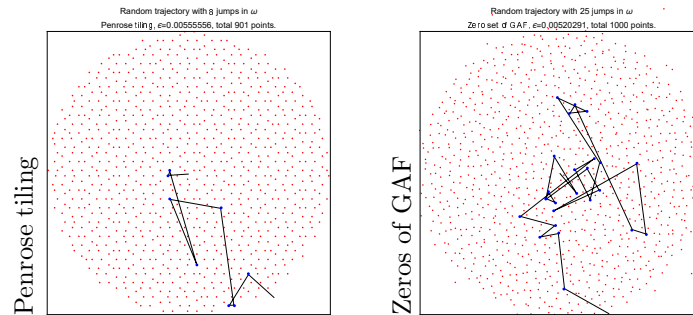 Random trajectory with 8 jumps in ω
Penrose tiling, ϵ=0.00555556, total 901 points.
Penrose tiling
Random trajectory with 25 jumps in ω
Zero set of GAF, ϵ=0.00520291, total 1000 points.
Zeros of GAF